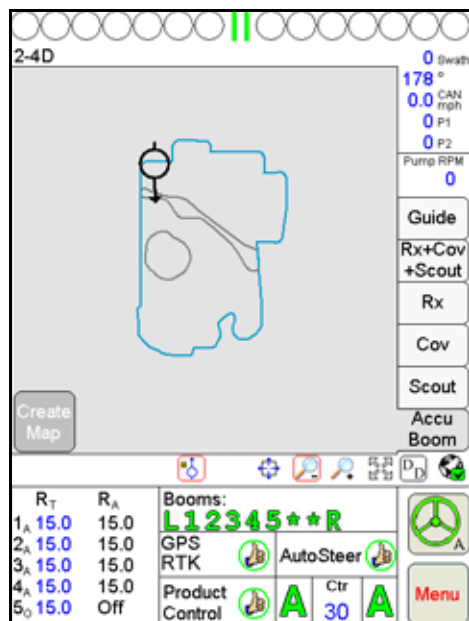 2-4D
0 Swath
178 °
0.0 CAN mph
0 P1
0 P2
Pump RPM
0
Guide
Rx+Cov
+Scout
Rx
Cov
Scout
Accu
Boom
Create
Map
DD
RT RA
1A 15.0 15.0
2A 15.0 15.0
3A 15.0 15.0
4A 15.0 15.0
5O 15.0 Off
Booms:
L12345**R
GPS
RTK
AutoSteer
Product
Control
A
Ctr
30
A
A
Menu